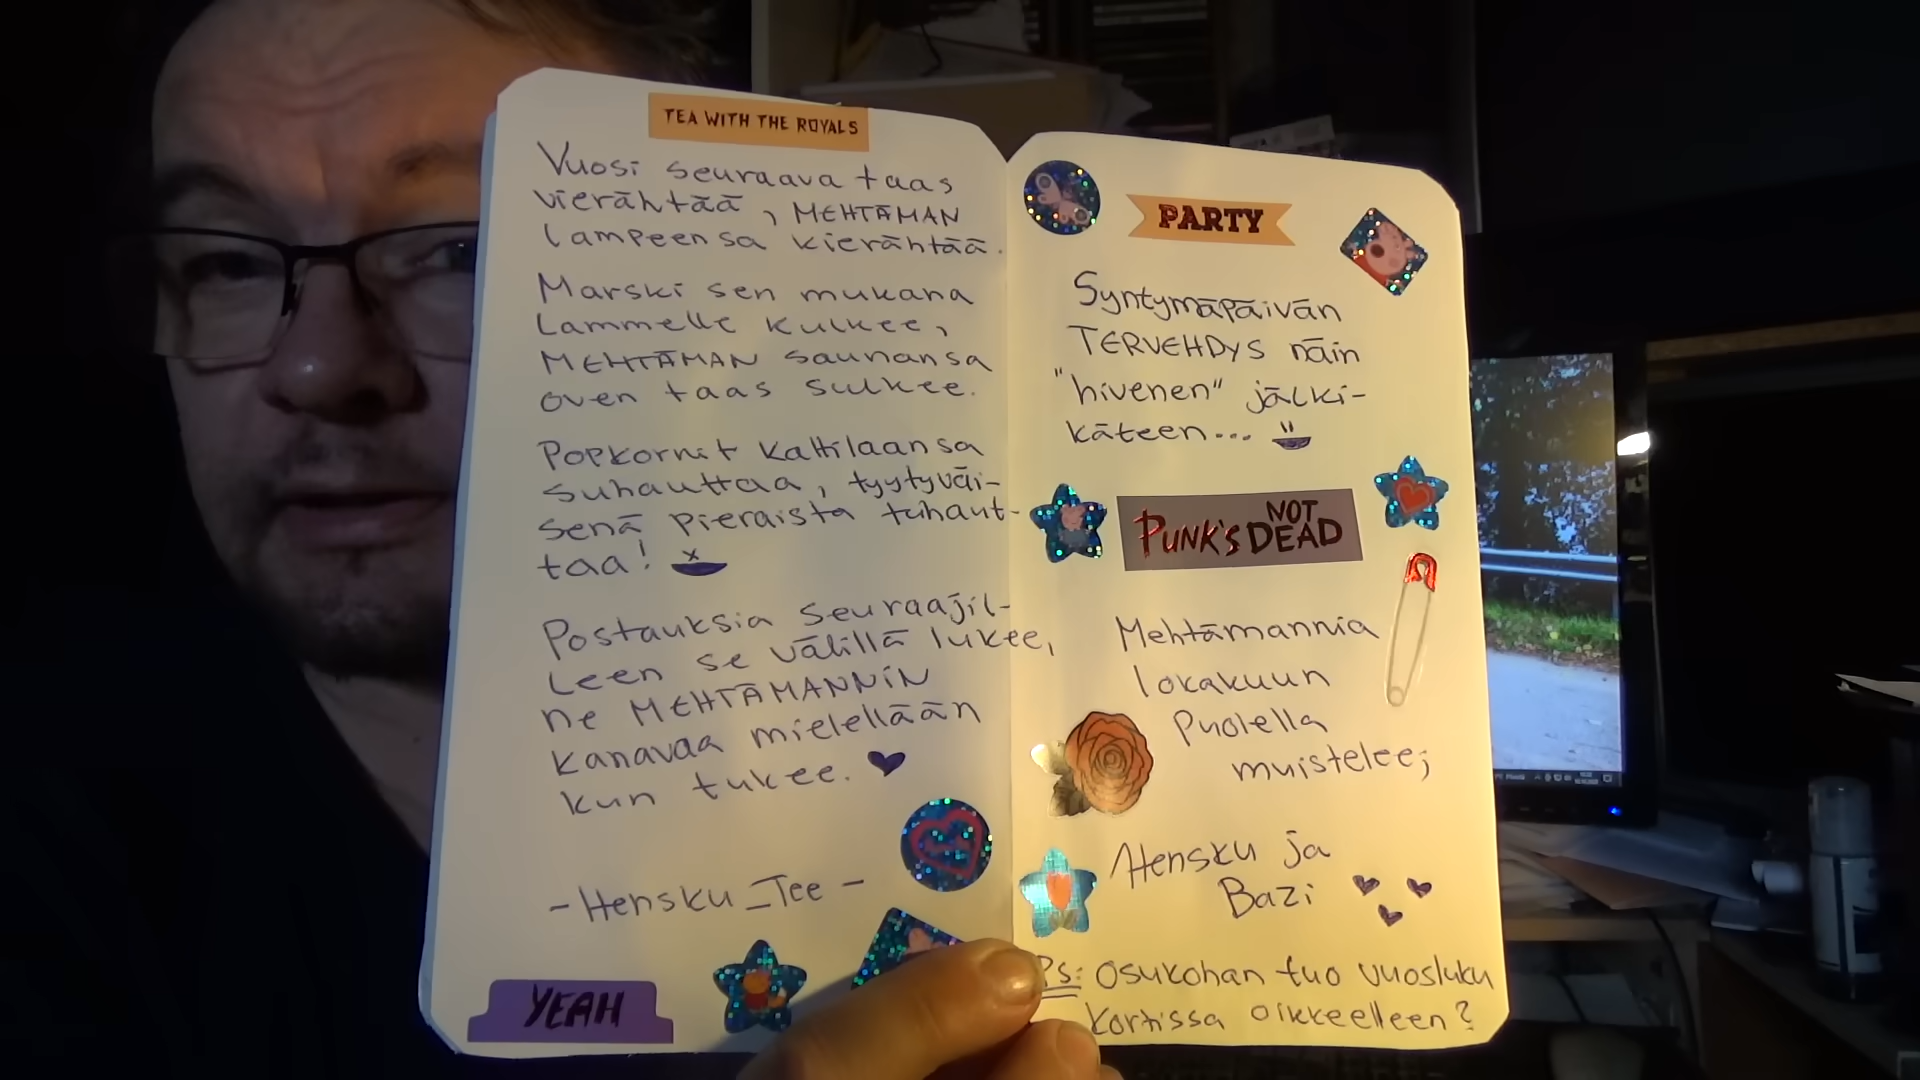 TEA WITH THE ROYALS
Vuosi seuraava taas
vierähtää, MEHTÄMAN
lampeensa kierähtää.
Marski sen mukana
Lammelle kulkee,
MEHTÄMAN saunansa
oven taas sulkee.
Popkornit kattilaansa
suhauttaa, tyytyväi-
senä pieraista tuhaut-
taa!
Postauksia seuraajil-
leen se välillä lukee,
ne MEHTÄMANNIN
kanavaa mielellään
kun tukee.
-Hensku_Tee-
YEAH
PARTY
Syntymäpäivän
TERVEHDYS näin
"hivenen" jälki-
käteen...
PUNK'S NOT DEAD
Mehtämannia
lokakuun
puolella
muistelee;
Hensku ja
Bazi
Ps: Osukohan tuo vuosluku
kortissa oikkeelleen?